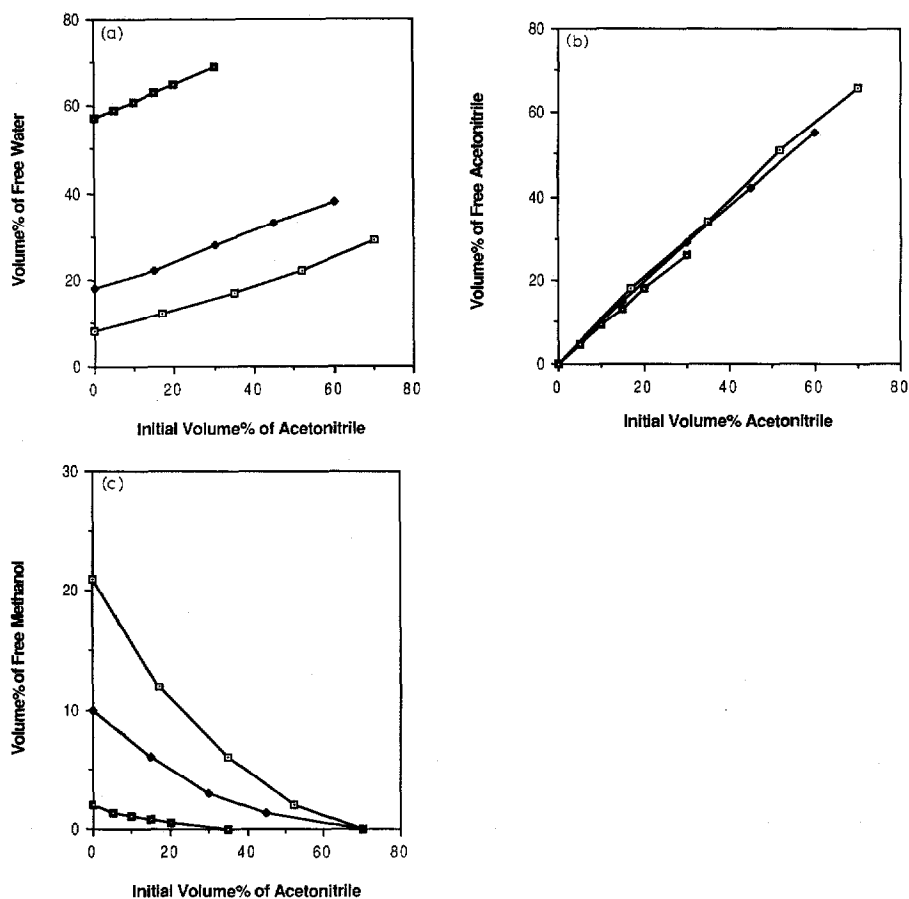 (a)
80
60
40
20
0
Volume% of Free Water
0 20 40 60 80
Initial Volume% of Acetonitrile
(b)
80
60
40
20
0
Volume% of Free Acetonitrile
0 20 40 60 80
Initial Volume% Acetonitrile
(c)
30
20
10
0
Volume% of Free Methanol
0 20 40 60 80
Initial Volume% of Acetonitrile